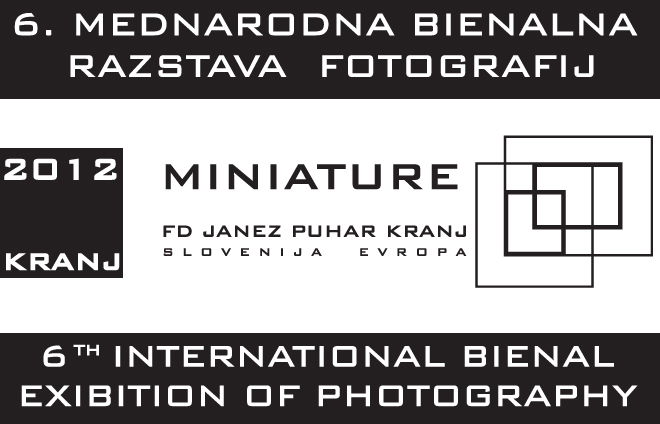 6. MEDNARODNA BIENALNA
RAZSTAVA FOTOGRAFIJ
2012
KRANJ
MINIATURE
FD JANEZ PUHAR KRANJ
SLOVENIJA EVROPA
6TH INTERNATIONAL BIENAL
EXIBITION OF PHOTOGRAPHY